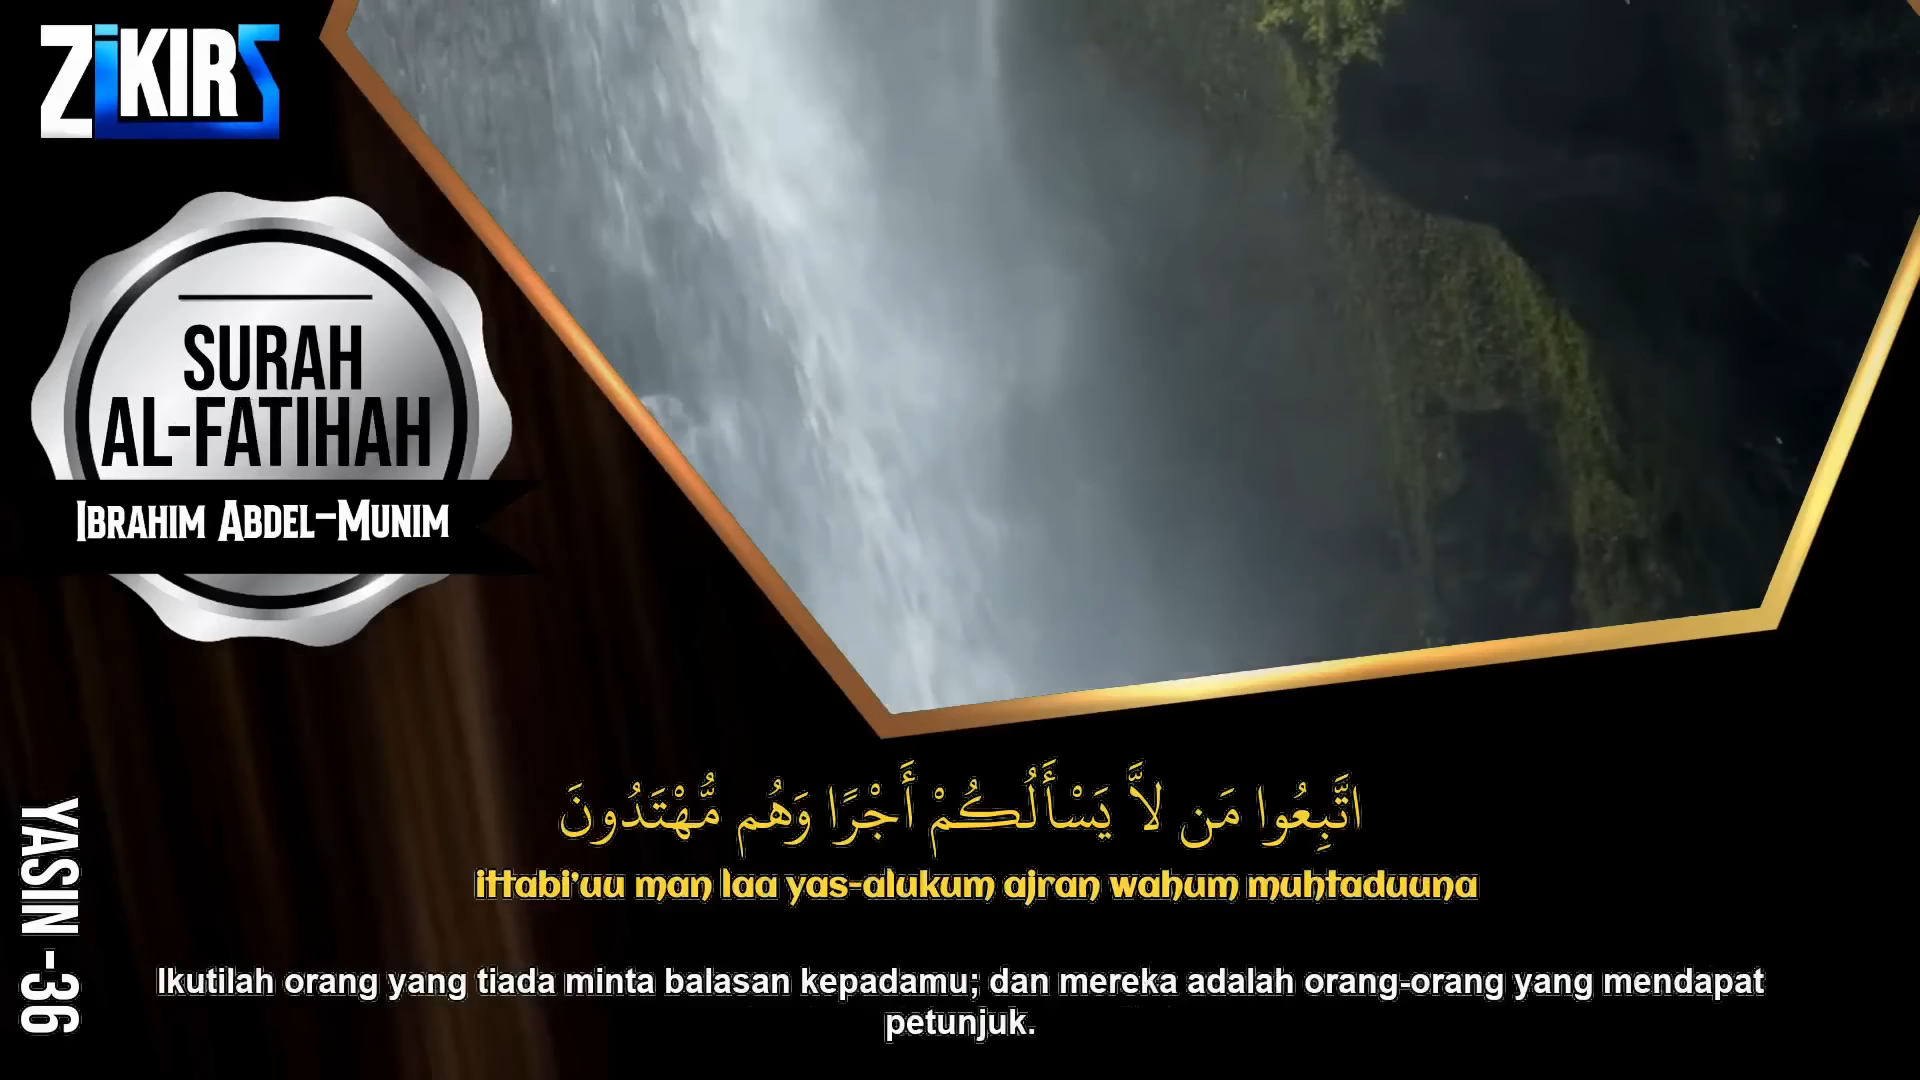 ZiKIRS
SURAH
AL-FATIHAH
IBRAHIM ABDEL-MUNIM
YASIN -36
اتَّبِعُوا مَن لاَّ يَسْأَلُكُمْ أَجْرًا وَهُم مُّهْتَدُونَ
ittabi'uu man laa yas-alukum ajran wahum muhtaduuna
Ikutilah orang yang tiada minta balasan kepadamu; dan mereka adalah orang-orang yang mendapat
petunjuk.